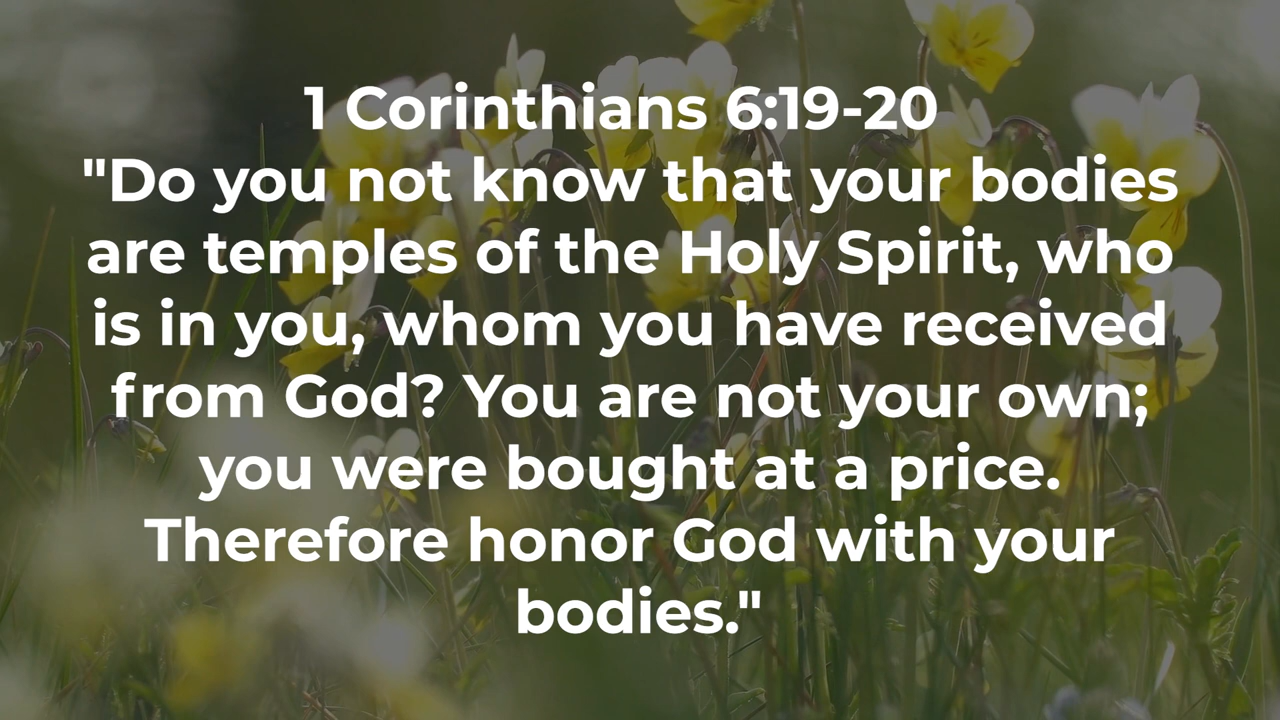 1 Corinthians 6:19-20
"Do you not know that your bodies
are temples of the Holy Spirit, who
is in you, whom you have received
from God? You are not your own;
you were bought at a price.
Therefore honor God with your
bodies."